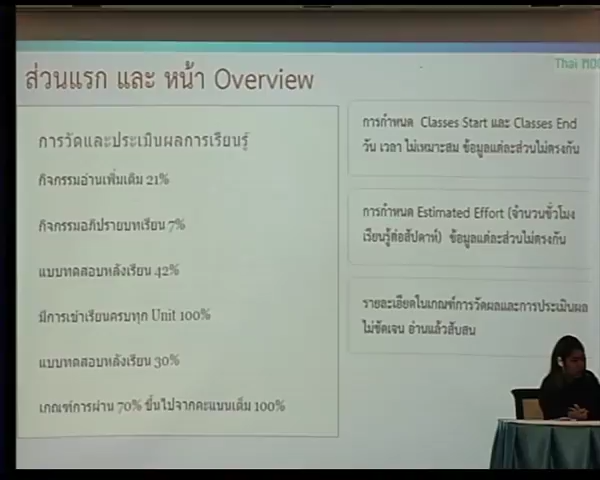 Thai MOO
ส่วนแรก และ หน้า Overview
การวัดและประเมินผลการเรียนรู้
กิจกรรมอ่านเพิ่มเติม 21%
กิจกรรมอภิปรายบทเรียน 7%
แบบทดสอบหลังเรียน 42%
มีการเข้าเรียนครบทุก Unit 100%
แบบทดสอบหลังเรียน 30%
เกณฑ์การผ่าน 70% ขึ้นไปจากคะแนนเต็ม 100%
การกำหนด Classes Start และ Classes End
วัน เวลา ไม่เหมาะสม ข้อมูลแต่ละส่วนไม่ตรงกัน
การกำหนด Estimated Effort (จำนวนชั่วโมง
เรียนรู้ต่อสัปดาห์) ข้อมูลแต่ละส่วนไม่ตรงกัน
รายละเอียดในเกณฑ์การวัดผลและการประเมินผล
ไม่ชัดเจน อ่านแล้วสับสน